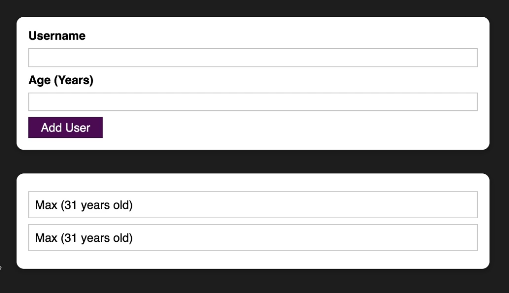 Username
Age (Years)
Add User
Max (31 years old)
Max (31 years old)